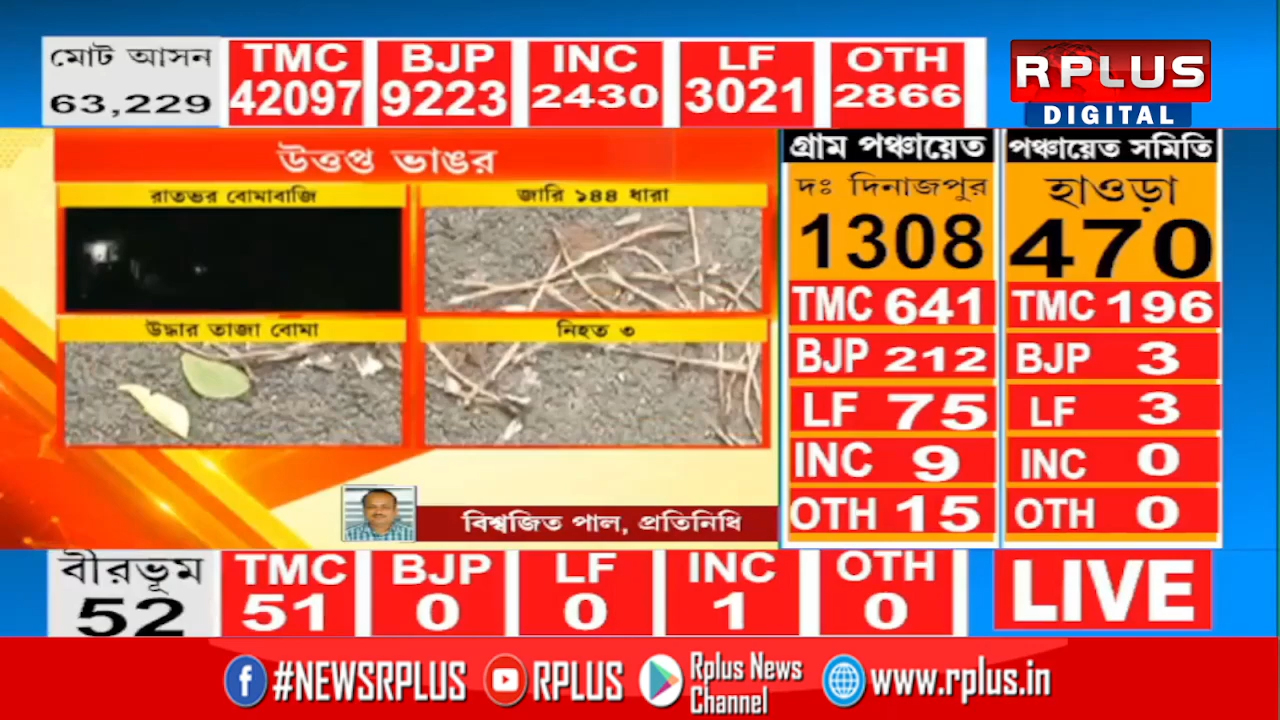 মোট আসন
63,229
TMC
42097
BJP
9223
INC
2430
LF
3021
OTH
2866
RPLUS
DIGITAL
উত্তপ্ত ভাঙর
রাতভর বোমাবাজি
জারি ১৪৪ ধারা
উদ্ধার তাজা বোমা
নিহত ৩
বিশ্বজিত পাল, প্রতিনিধি
গ্রাম পঞ্চায়েত
দঃ দিনাজপুর
1308
TMC 641
BJP 212
LF 75
INC 9
OTH 15
পঞ্চায়েত সমিতি
হাওড়া
470
TMC 196
BJP 3
LF 3
INC 0
OTH 0
বীরভূম
52
TMC
51
BJP
0
LF
0
INC
1
OTH
0
LIVE
#NEWSRPLUS
RPLUS
Rplus News
Channel
www.rplus.in